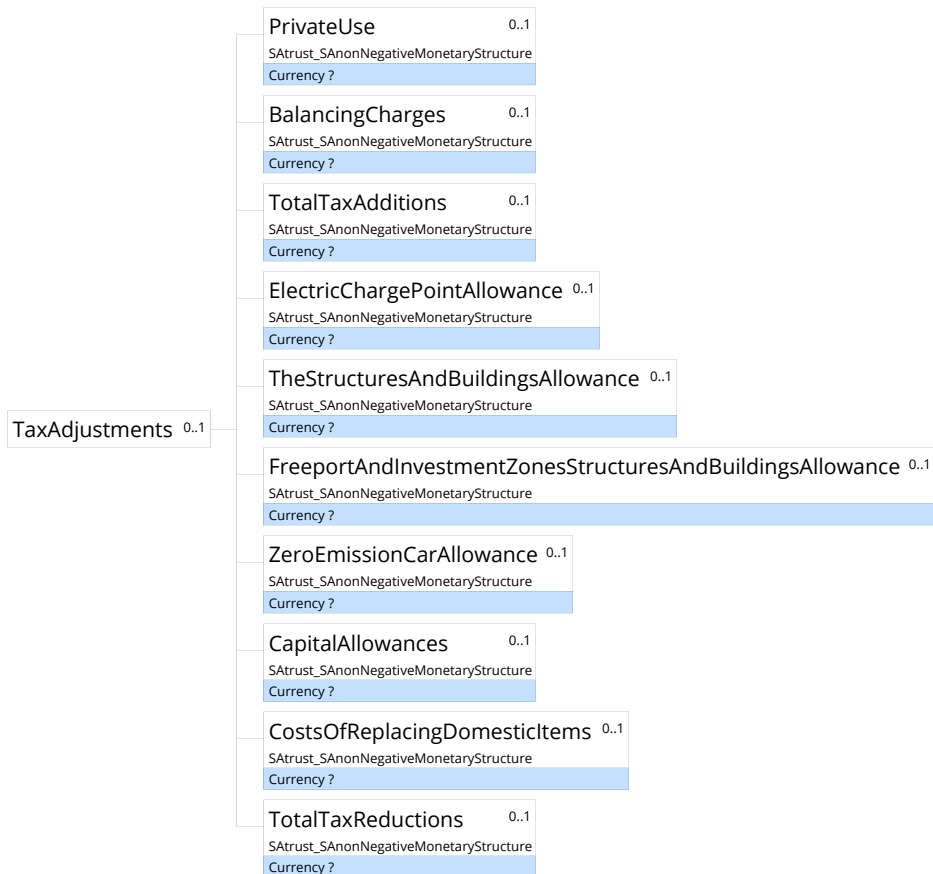 PrivateUse 0..1
SAtrust_SAnonNegativeMonetaryStructure
Currency ?
BalancingCharges 0..1
SAtrust_SAnonNegativeMonetaryStructure
Currency ?
TotalTaxAdditions 0..1
SAtrust_SAnonNegativeMonetaryStructure
Currency ?
ElectricChargePointAllowance 0..1
SAtrust_SAnonNegativeMonetaryStructure
Currency ?
TheStructuresAndBuildingsAllowance 0..1
SAtrust_SAnonNegativeMonetaryStructure
Currency ?
TaxAdjustments 0..1
FreeportAndInvestmentZonesStructuresAndBuildingsAllowance 0..1
SAtrust_SAnonNegativeMonetaryStructure
Currency ?
ZeroEmissionCarAllowance 0..1
SAtrust_SAnonNegativeMonetaryStructure
Currency ?
CapitalAllowances 0..1
SAtrust_SAnonNegativeMonetaryStructure
Currency ?
CostsOfReplacingDomesticItems 0..1
SAtrust_SAnonNegativeMonetaryStructure
Currency ?
TotalTaxReductions 0..1
SAtrust_SAnonNegativeMonetaryStructure
Currency ?